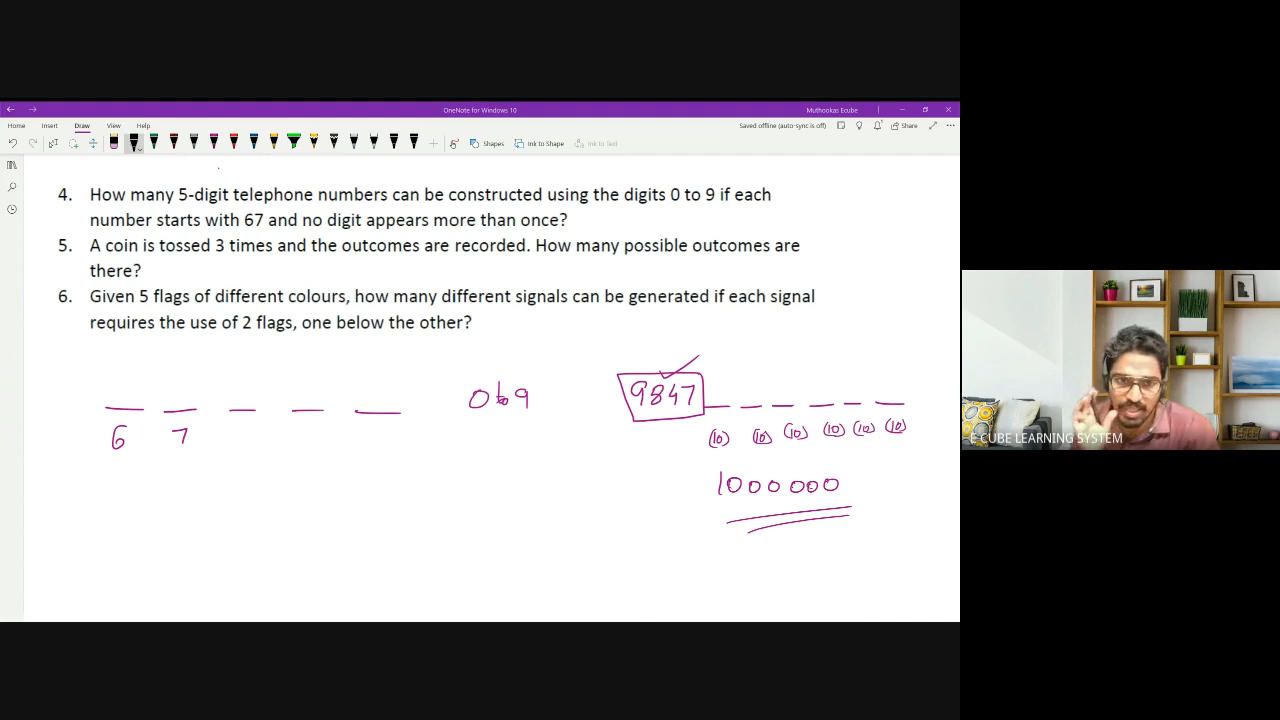 OneNote for Windows 10
Muthookas Ecube
Home Insert Draw View Help
Saved offline (auto-sync is off)
Share
Shapes
Ink to Shape
Ink to Text
4. How many 5-digit telephone numbers can be constructed using the digits 0 to 9 if each
number starts with 67 and no digit appears more than once?
5. A coin is tossed 3 times and the outcomes are recorded. How many possible outcomes are
there?
6. Given 5 flags of different colours, how many different signals can be generated if each signal
requires the use of 2 flags, one below the other?
0 to 9
9847
6 7
(10) (10) (10) (10) (10) (10)
1000000
E CUBE LEARNING SYSTEM